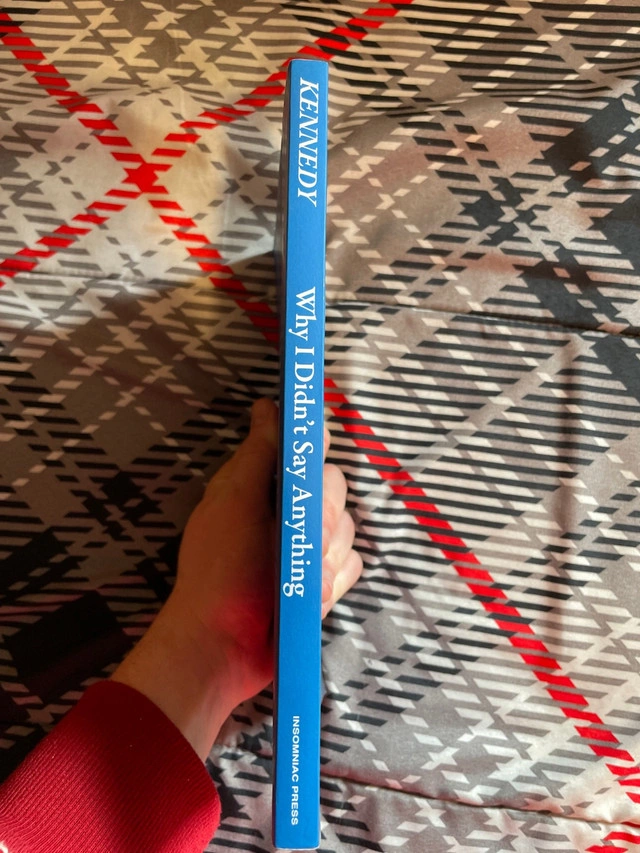 KENNEDY
Why I Didn't Say Anything
INSOMNIAC PRESS